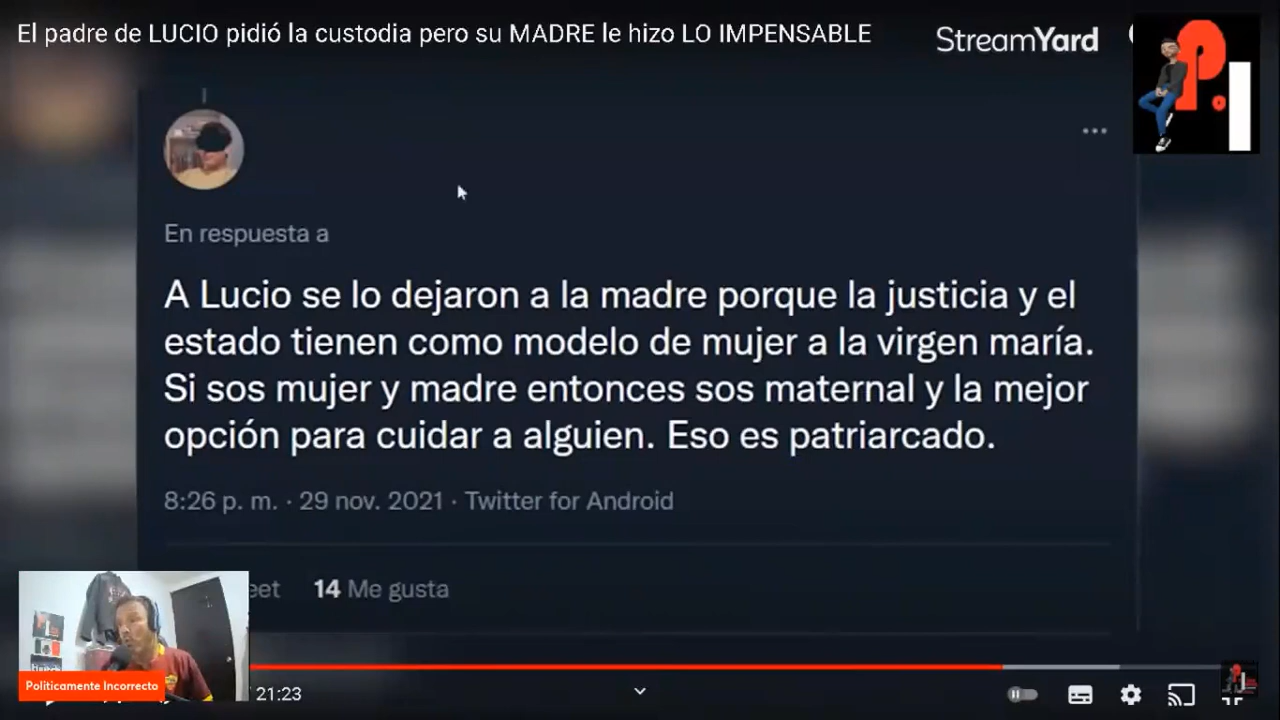 El padre de LUCIO pidió la custodia pero su MADRE le hizo LO IMPENSABLE
StreamYard
P.I
En respuesta a
A Lucio se lo dejaron a la madre porque la justicia y el
estado tienen como modelo de mujer a la virgen maría.
Si sos mujer y madre entonces sos maternal y la mejor
opción para cuidar a alguien. Eso es patriarcado.
8:26 p. m. · 29 nov. 2021 · Twitter for Android
14 Me gusta
Politicamente Incorrecto
21:23